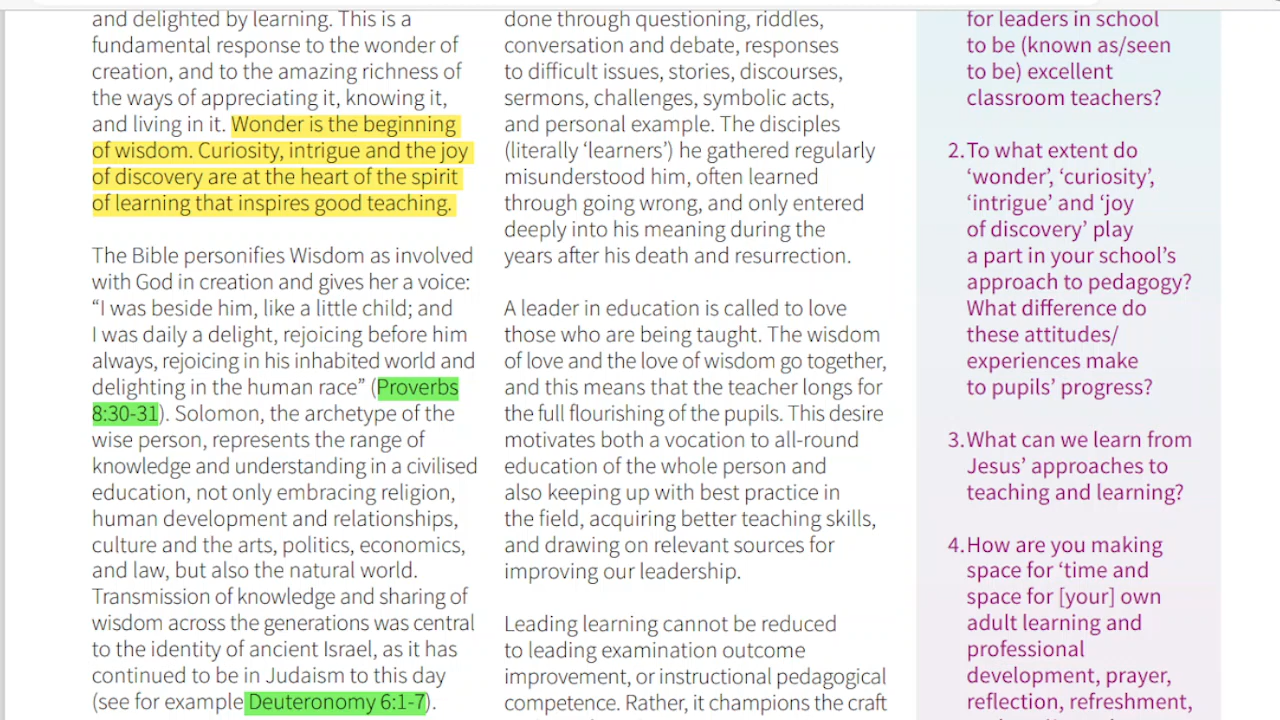 and delighted by learning. This is a
fundamental response to the wonder of
creation, and to the amazing richness of
the ways of appreciating it, knowing it,
and living in it. Wonder is the beginning
of wisdom. Curiosity, intrigue and the joy
of discovery are at the heart of the spirit
of learning that inspires good teaching.
The Bible personifies Wisdom as involved
with God in creation and gives her a voice:
“I was beside him, like a little child; and
I was daily a delight, rejoicing before him
always, rejoicing in his inhabited world and
delighting in the human race” (Proverbs
8:30-31). Solomon, the archetype of the
wise person, represents the range of
knowledge and understanding in a civilised
education, not only embracing religion,
human development and relationships,
culture and the arts, politics, economics,
and law, but also the natural world.
Transmission of knowledge and sharing of
wisdom across the generations was central
to the identity of ancient Israel, as it has
continued to be in Judaism to this day
(see for example Deuteronomy 6:1-7).
done through questioning, riddles,
conversation and debate, responses
to difficult issues, stories, discourses,
sermons, challenges, symbolic acts,
and personal example. The disciples
(literally ‘learners’) he gathered regularly
misunderstood him, often learned
through going wrong, and only entered
deeply into his meaning during the
years after his death and resurrection.
A leader in education is called to love
those who are being taught. The wisdom
of love and the love of wisdom go together,
and this means that the teacher longs for
the full flourishing of the pupils. This desire
motivates both a vocation to all-round
education of the whole person and
also keeping up with best practice in
the field, acquiring better teaching skills,
and drawing on relevant sources for
improving our leadership.
Leading learning cannot be reduced
to leading examination outcome
improvement, or instructional pedagogical
competence. Rather, it champions the craft
for leaders in school
to be (known as/seen
to be) excellent
classroom teachers?
2. To what extent do
‘wonder’, ‘curiosity’,
‘intrigue’ and ‘joy
of discovery’ play
a part in your school’s
approach to pedagogy?
What difference do
these attitudes/
experiences make
to pupils’ progress?
3. What can we learn from
Jesus’ approaches to
teaching and learning?
4. How are you making
space for ‘time and
space for [your] own
adult learning and
professional
development, prayer,
reflection, refreshment,